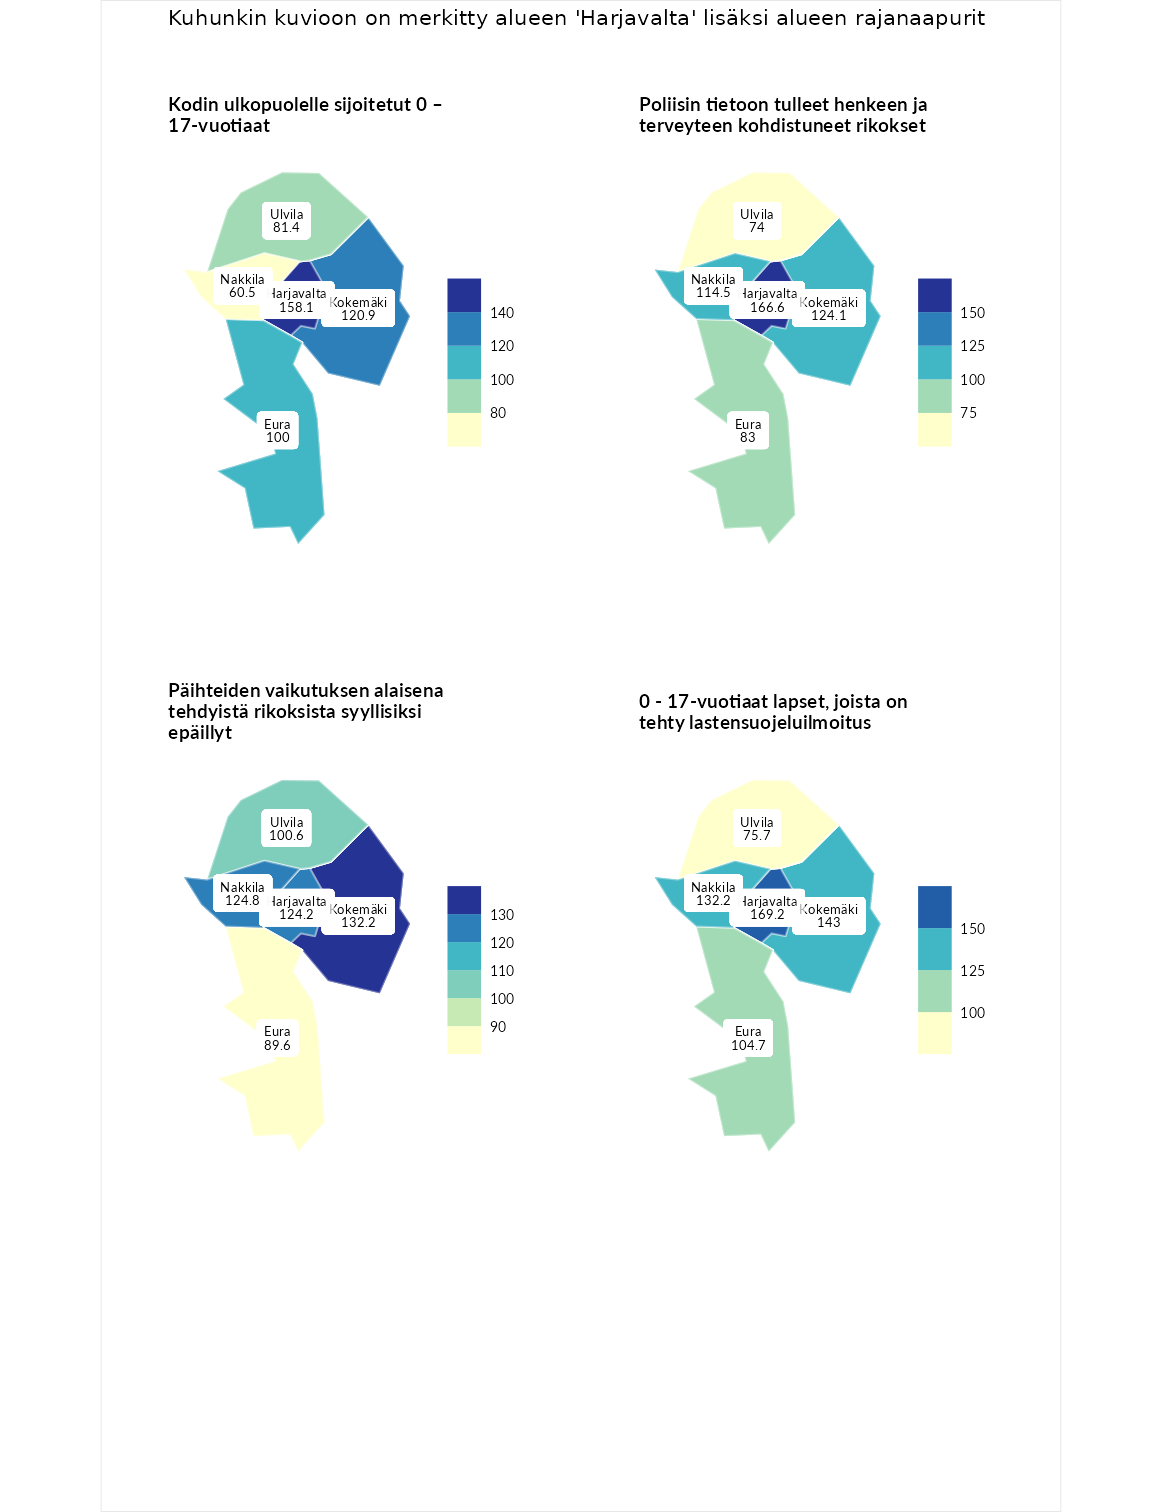 Kuhunkin kuvioon on merkitty alueen 'Harjavalta' lisäksi alueen rajanaapurit
Kodin ulkopuolelle sijoitetut 0 –
17-vuotiaat
Ulvila
81.4
Nakkila
60.5
Harjavalta
158.1
Kokemäki
120.9
Eura
100
140
120
100
80
Poliisin tietoon tulleet henkeen ja
terveyteen kohdistuneet rikokset
Ulvila
74
Nakkila
114.5
Harjavalta
166.6
Kokemäki
124.1
Eura
83
150
125
100
75
Päihteiden vaikutuksen alaisena
tehdyistä rikoksista syyllisiksi
epäillyt
Ulvila
100.6
Nakkila
124.8
Harjavalta
124.2
Kokemäki
132.2
Eura
89.6
130
120
110
100
90
0 - 17-vuotiaat lapset, joista on
tehty lastensuojeluilmoitus
Ulvila
75.7
Nakkila
132.2
Harjavalta
169.2
Kokemäki
143
Eura
104.7
150
125
100